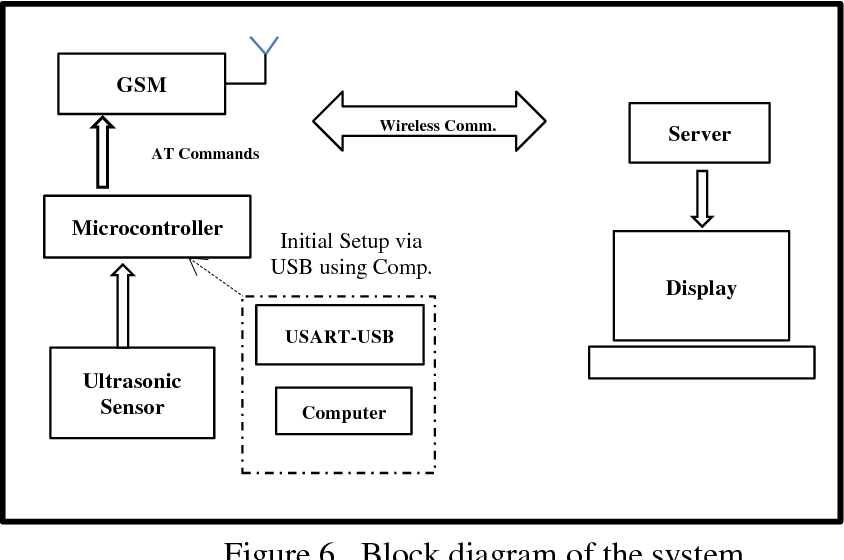 GSM
Wireless Comm.
Server
AT Commands
Microcontroller
Initial Setup via
USB using Comp.
Display
USART-USB
Ultrasonic
Sensor
Computer
Figure 6. Block diagram of the system